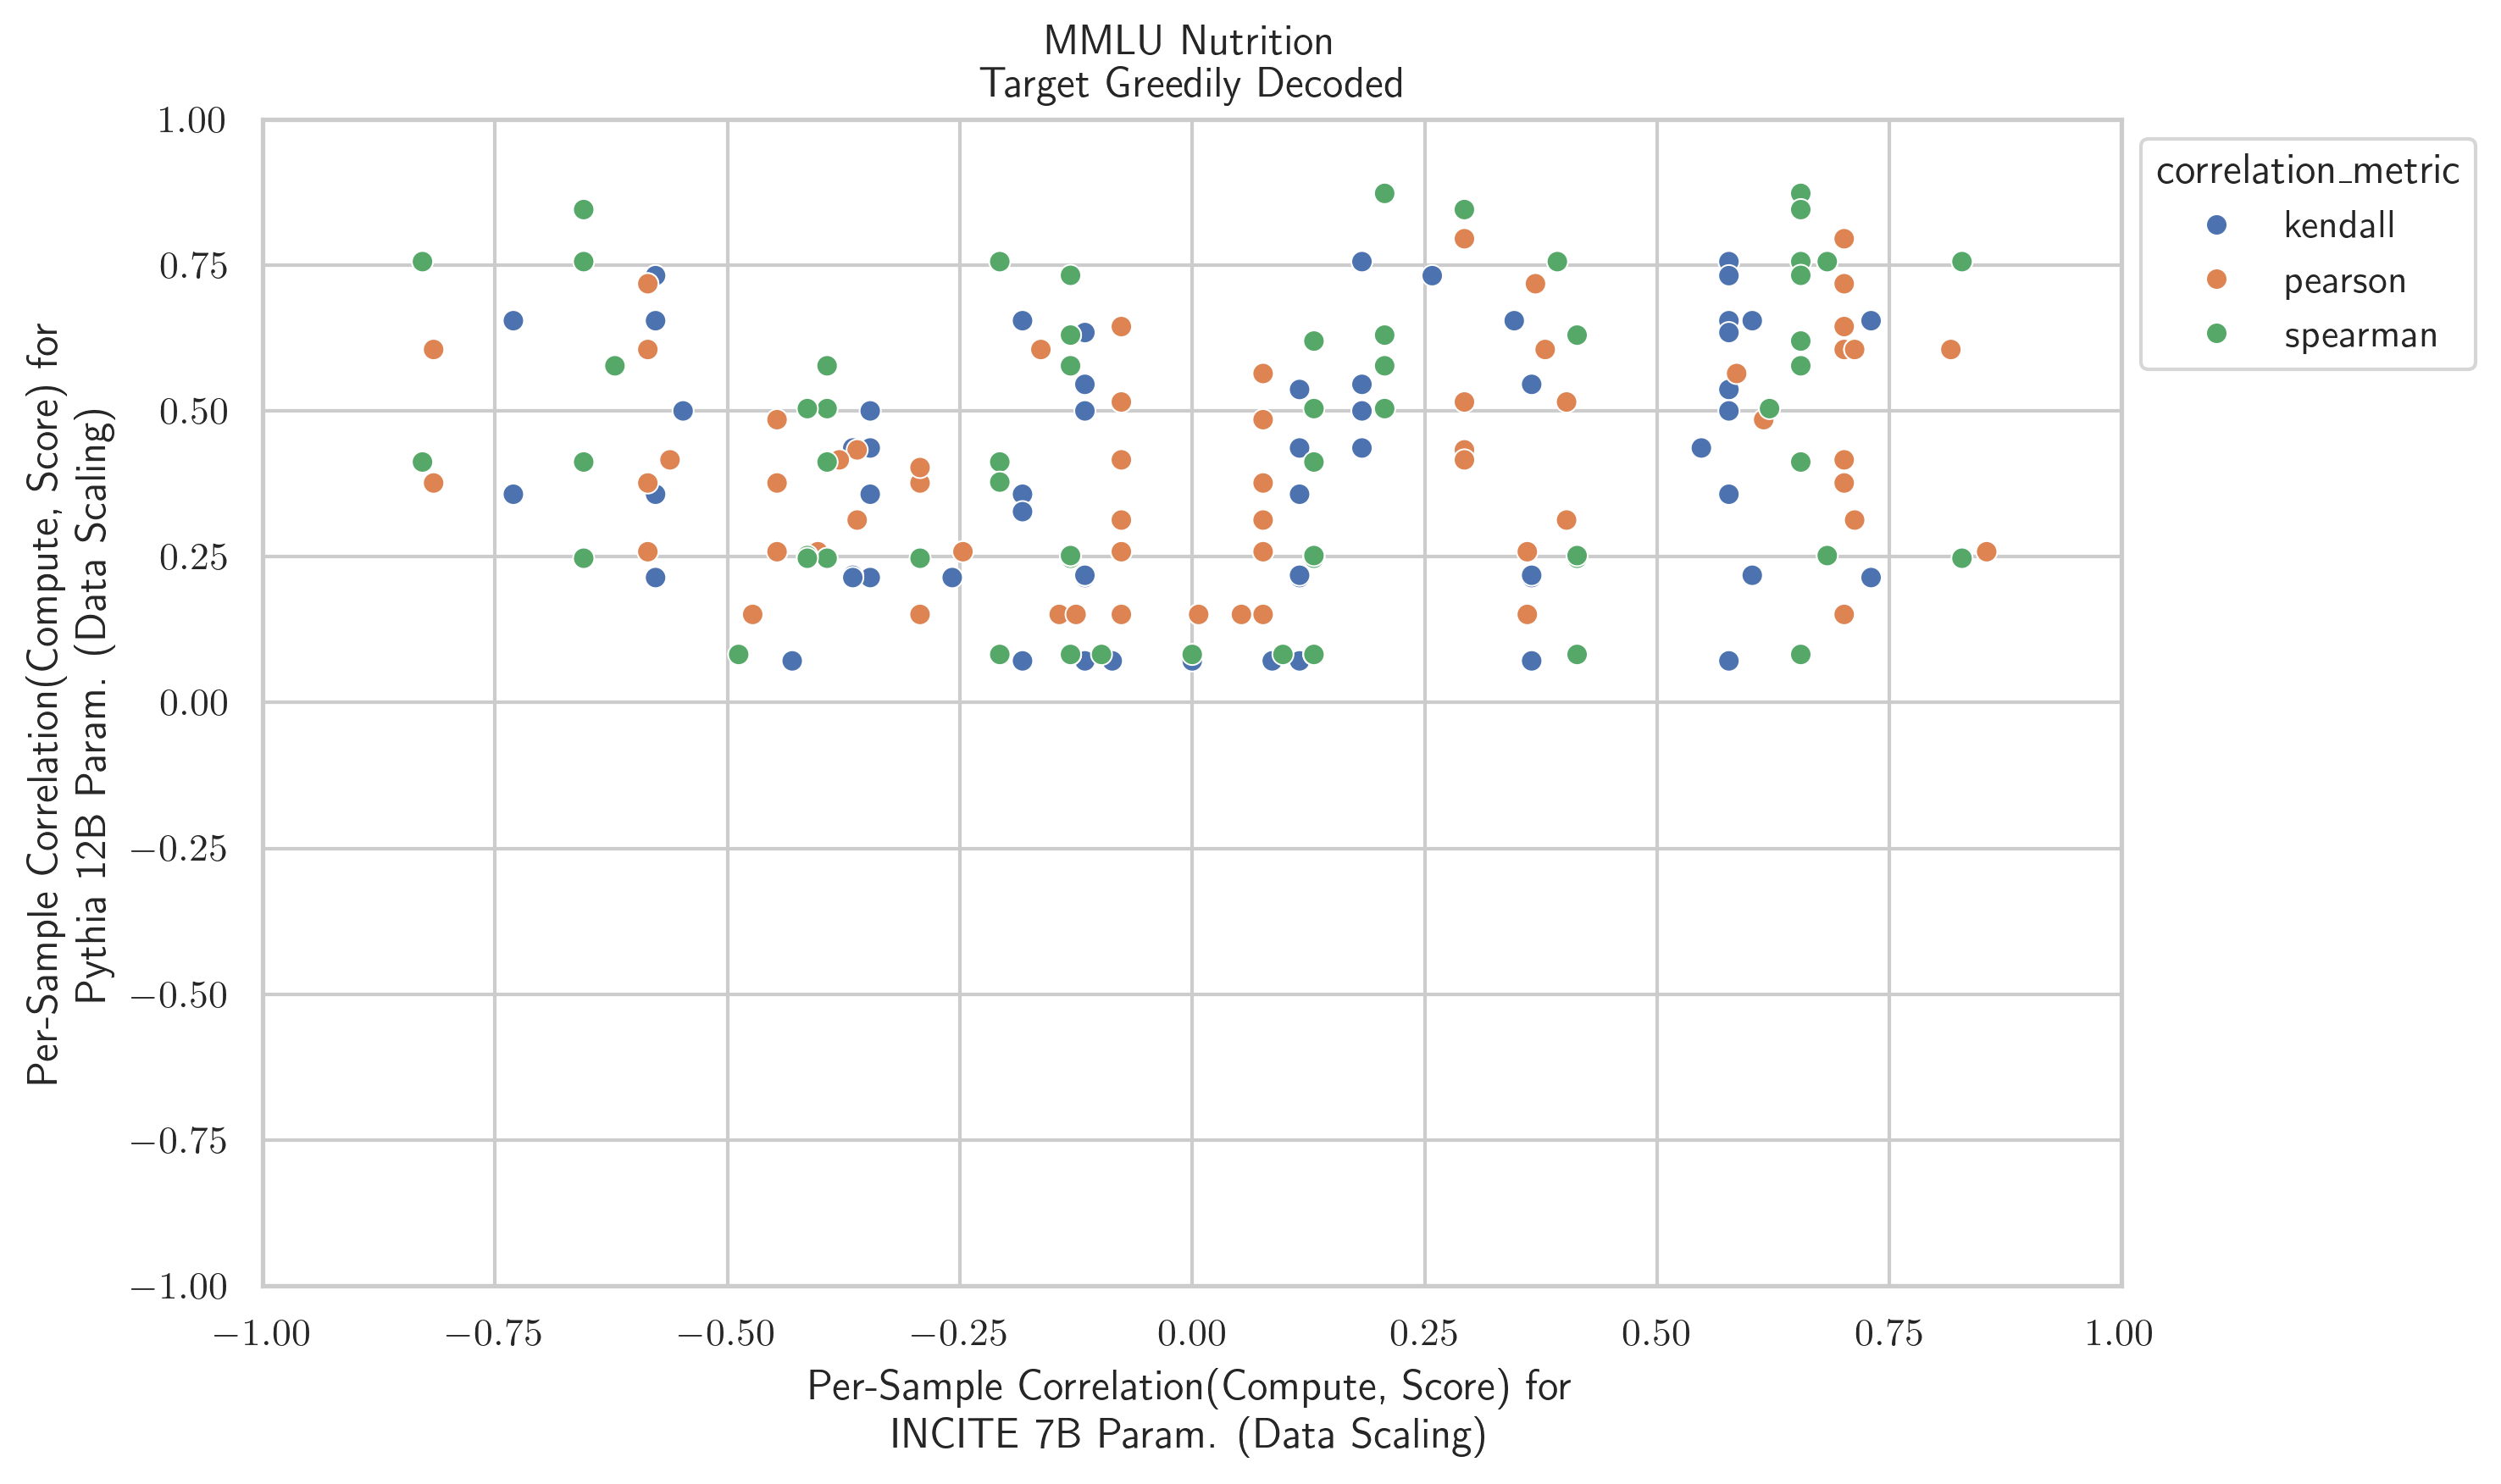 MMLU Nutrition
Target Greedily Decoded
1.00
0.75
0.50
0.25
0.00
−0.25
−0.50
−0.75
−1.00
Per-Sample Correlation(Compute, Score) for
Pythia 12B Param. (Data Scaling)
correlation_metric
kendall
pearson
spearman
−1.00
−0.75
−0.50
−0.25
0.00
0.25
0.50
0.75
1.00
Per-Sample Correlation(Compute, Score) for
INCITE 7B Param. (Data Scaling)